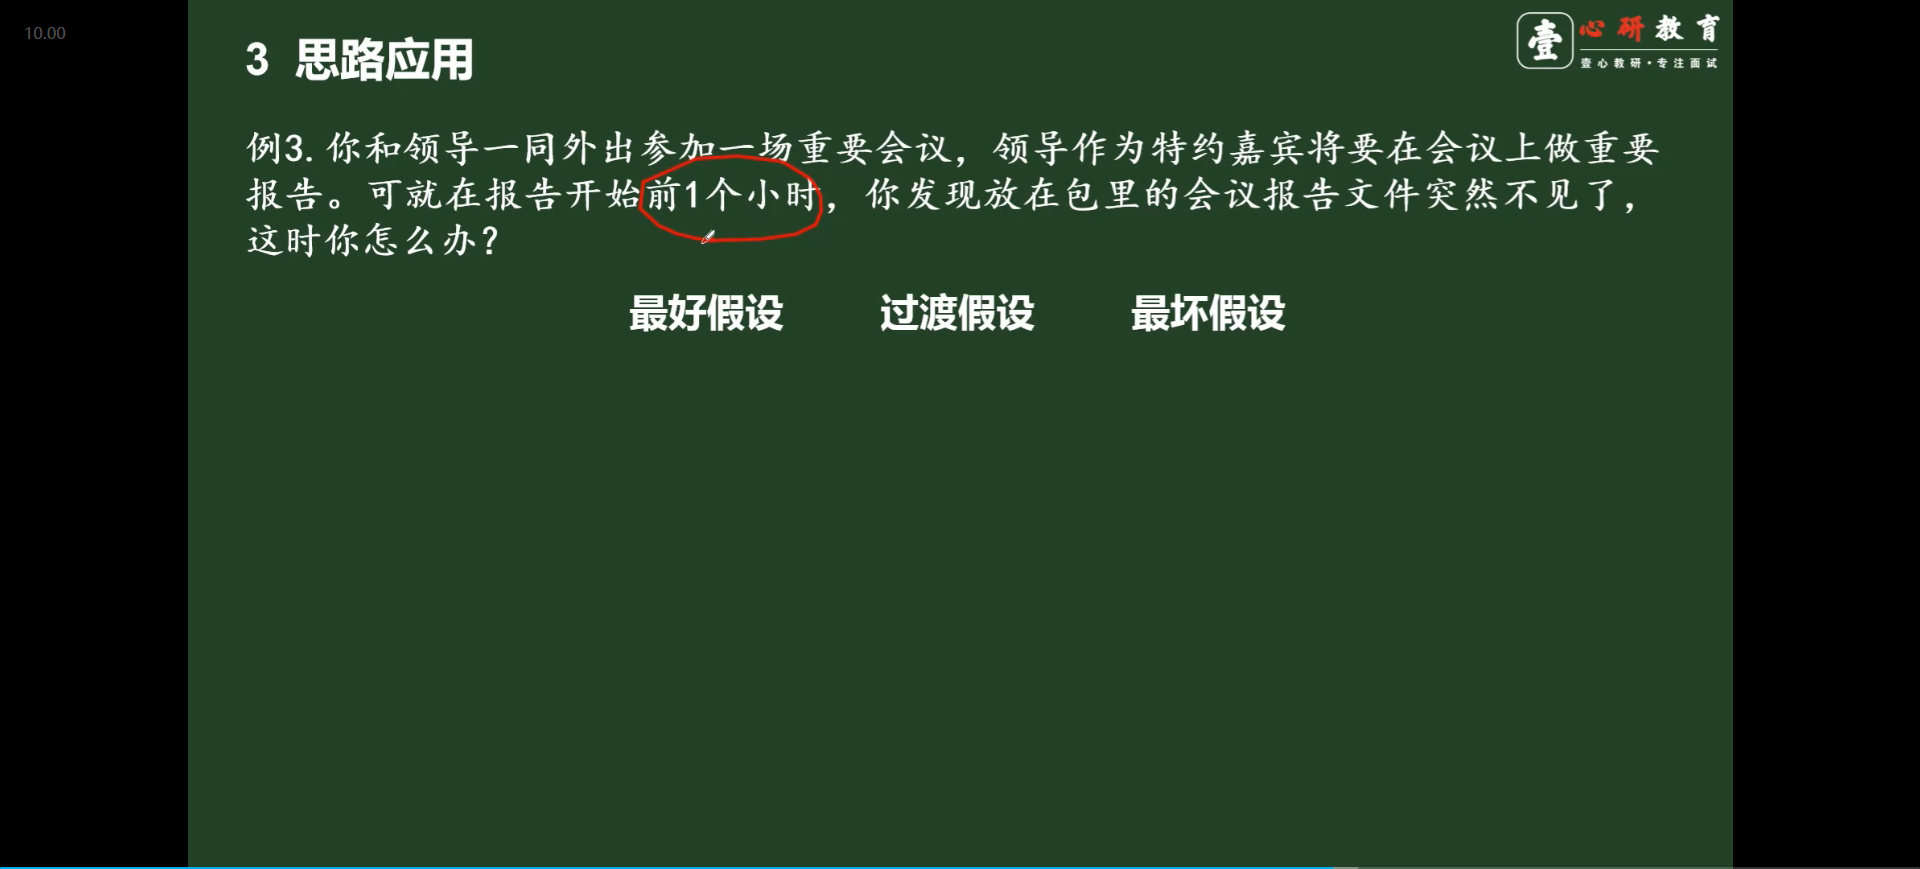 10.00
3 思路应用
壹 心研教育
壹心教研·专注面试
例3.你和领导一同外出参加一场重要会议，领导作为特约嘉宾将要在会议上做重要
报告。可就在报告开始前1个小时，你发现放在包里的会议报告文件突然不见了，
这时你怎么办？
最好假设 过渡假设 最坏假设